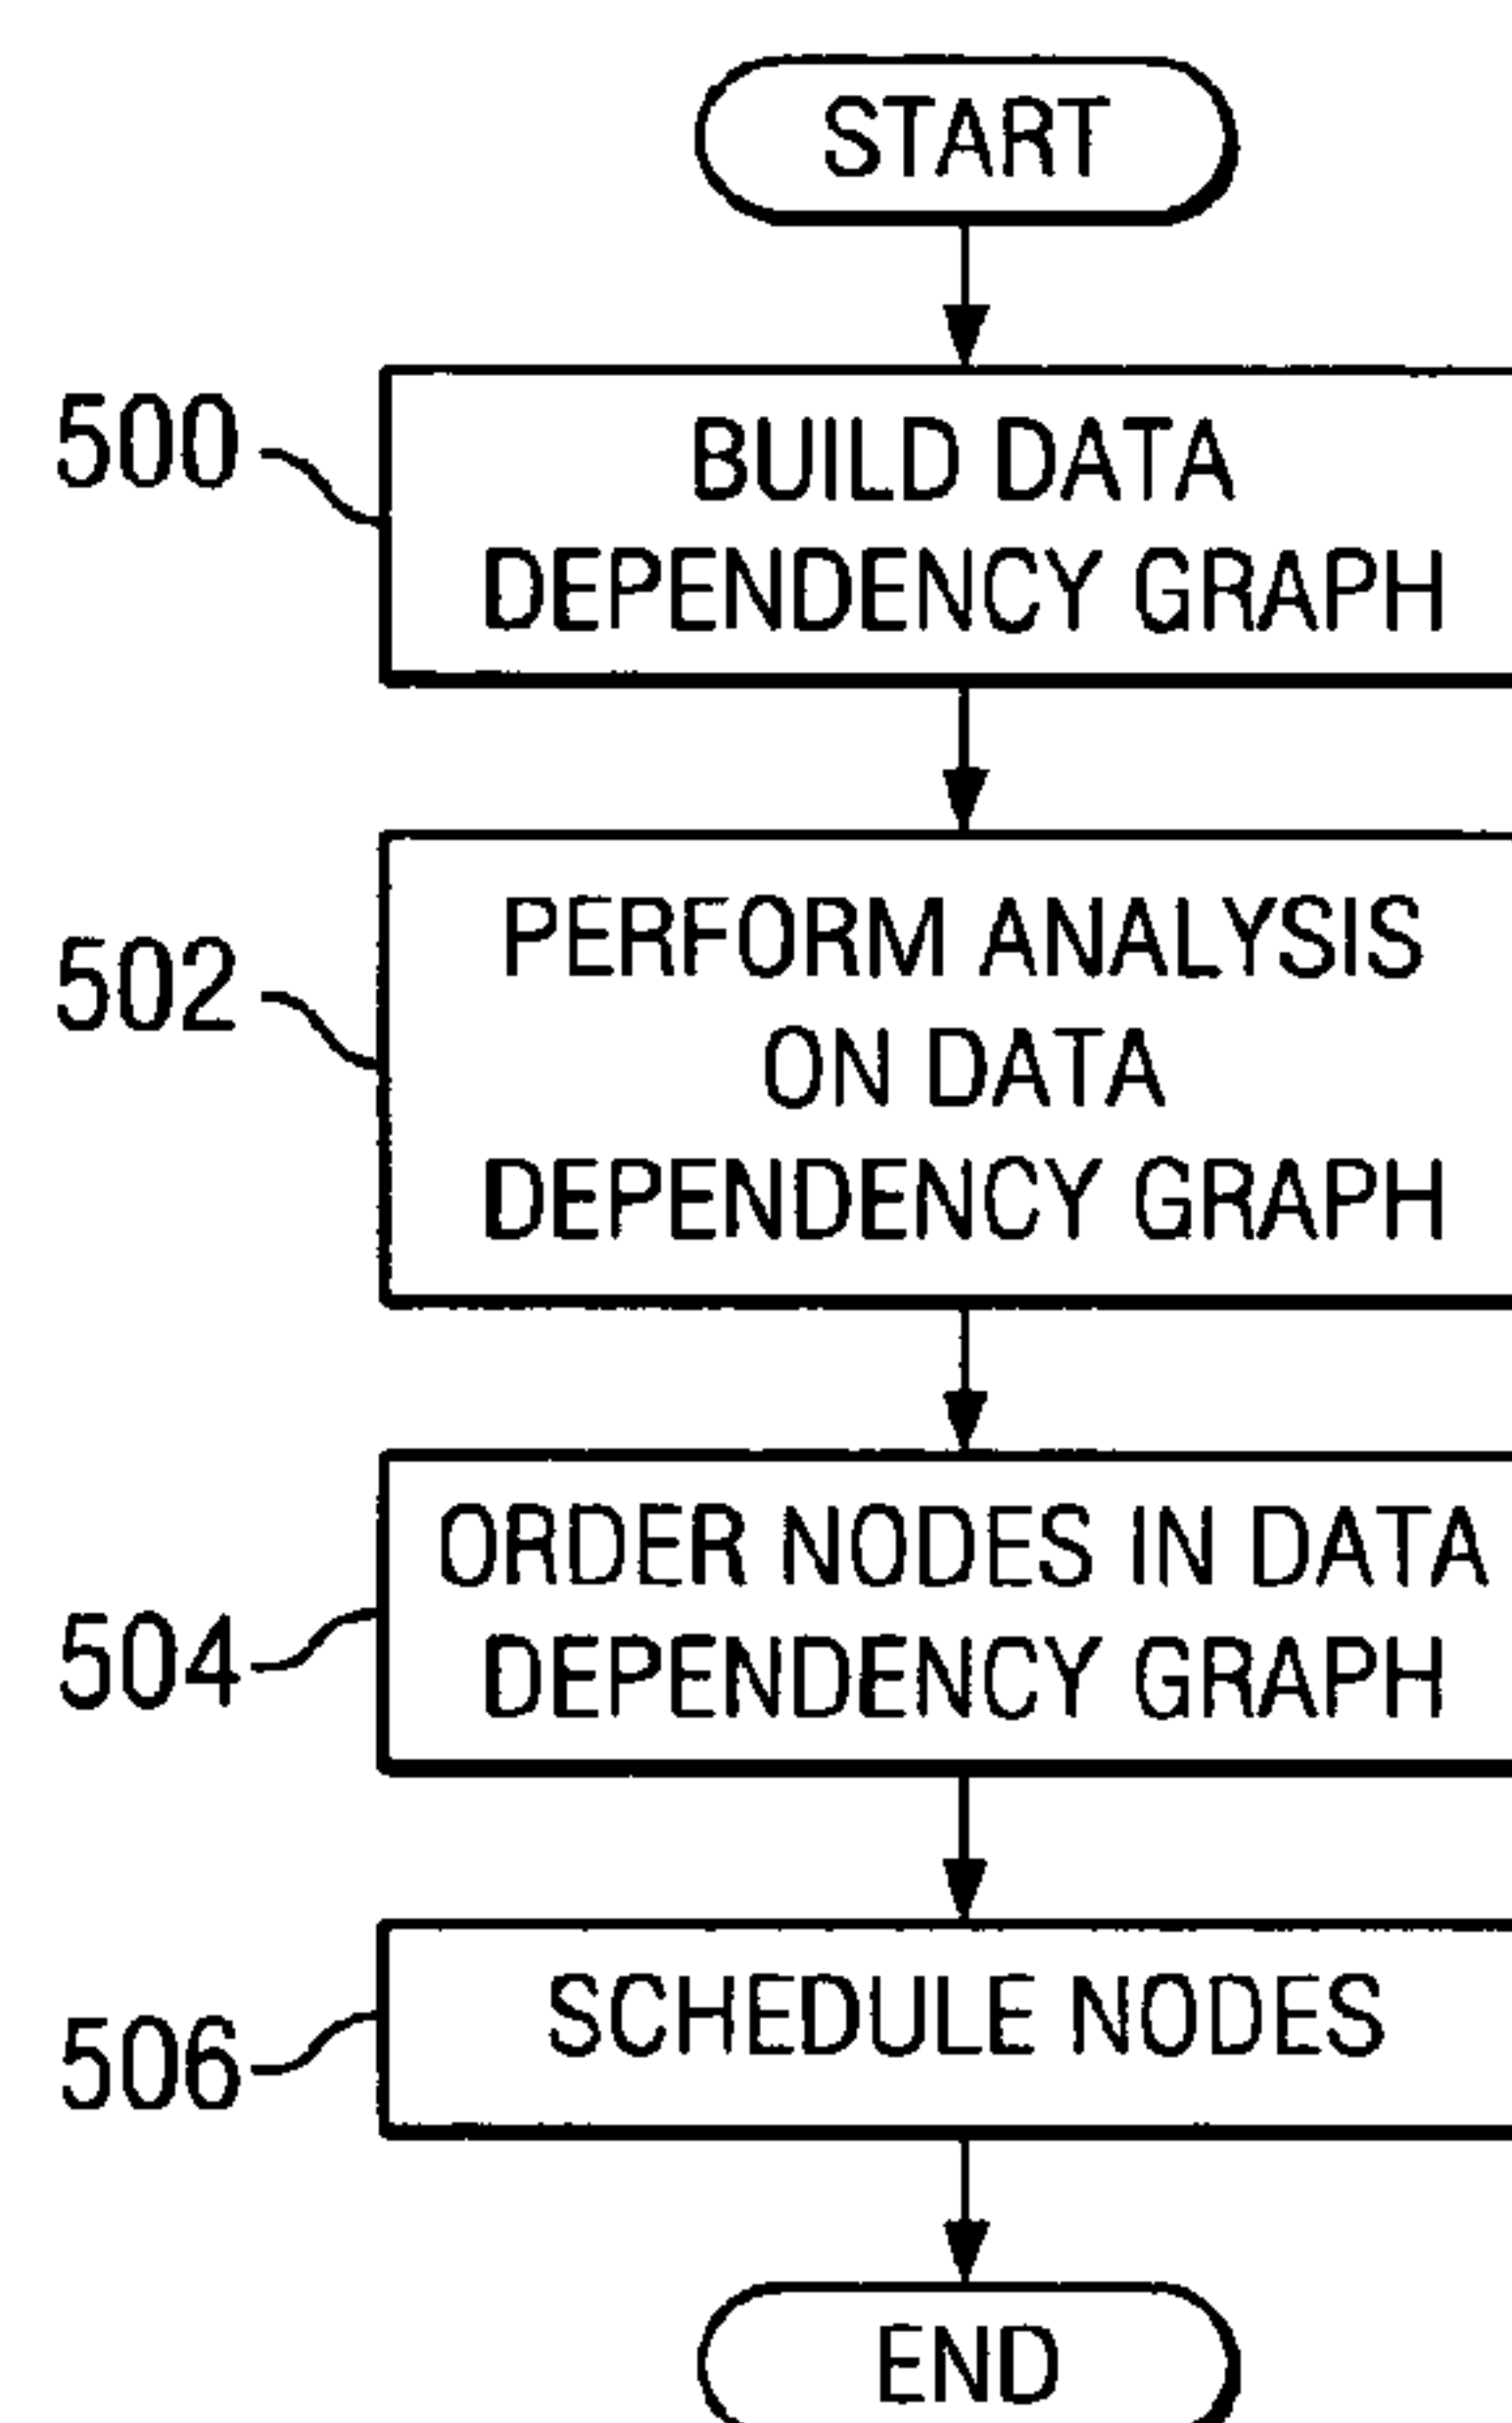 START
500
BUILD DATA
DEPENDENCY GRAPH
502
PERFORM ANALYSIS
ON DATA
DEPENDENCY GRAPH
504
ORDER NODES IN DATA
DEPENDENCY GRAPH
506
SCHEDULE NODES
END